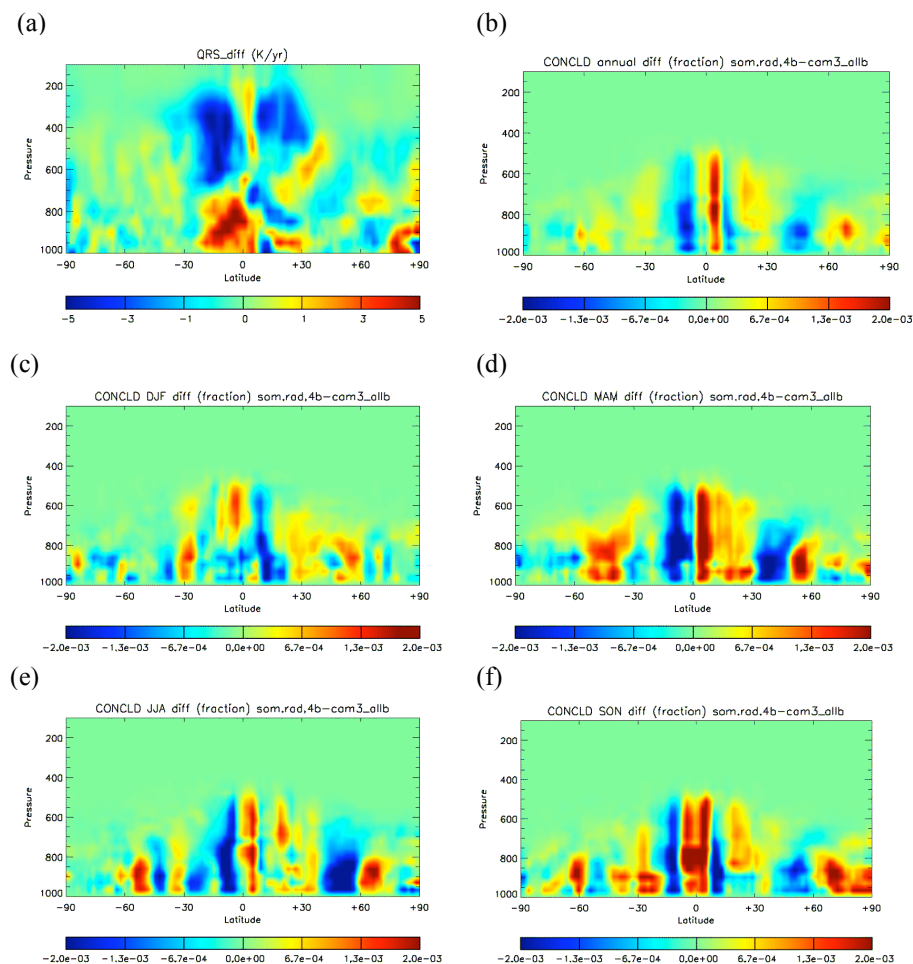 (a)
QRS_diff (K/yr)
200
400
600
800
1000
Pressure
-90 -60 -30 0 +30 +60 +90
Latitude
-5 -3 -1 0 1 3 5
(b)
CONCLD annual diff (fraction) som.rad.4b-cam3_allb
200
400
600
800
1000
Pressure
-90 -60 -30 0 +30 +60 +90
Latitude
-2.0e-03 -1.3e-03 -6.7e-04 0.0e+00 6.7e-04 1.3e-03 2.0e-03
(c)
CONCLD DJF diff (fraction) som.rad.4b-cam3_allb
200
400
600
800
1000
Pressure
-90 -60 -30 0 +30 +60 +90
Latitude
-2.0e-03 -1.3e-03 -6.7e-04 0.0e+00 6.7e-04 1.3e-03 2.0e-03
(d)
CONCLD MAM diff (fraction) som.rad.4b-cam3_allb
200
400
600
800
1000
Pressure
-90 -60 -30 0 +30 +60 +90
Latitude
-2.0e-03 -1.3e-03 -6.7e-04 0.0e+00 6.7e-04 1.3e-03 2.0e-03
(e)
CONCLD JJA diff (fraction) som.rad.4b-cam3_allb
200
400
600
800
1000
Pressure
-90 -60 -30 0 +30 +60 +90
Latitude
-2.0e-03 -1.3e-03 -6.7e-04 0.0e+00 6.7e-04 1.3e-03 2.0e-03
(f)
CONCLD SON diff (fraction) som.rad.4b-cam3_allb
200
400
600
800
1000
Pressure
-90 -60 -30 0 +30 +60 +90
Latitude
-2.0e-03 -1.3e-03 -6.7e-04 0.0e+00 6.7e-04 1.3e-03 2.0e-03